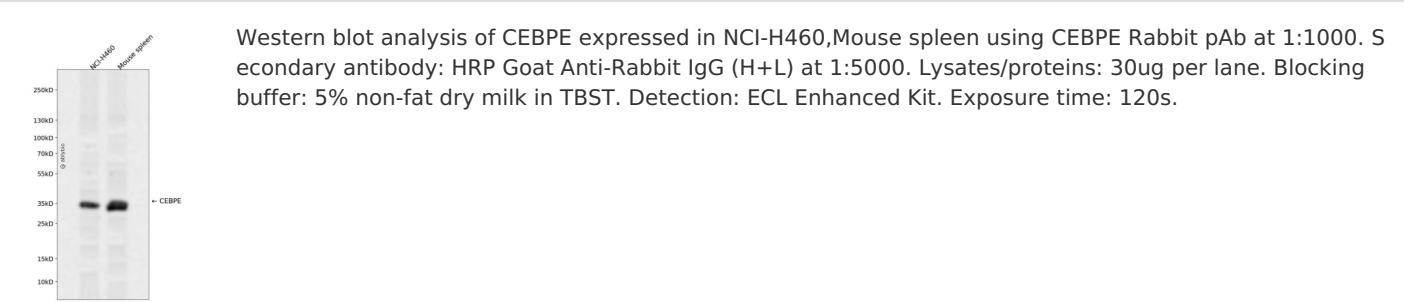 NCI-H460
Mouse spleen
250kD
130kD
100kD
70kD
55kD
35kD
25kD
15kD
10kD
@ ablybio
← CEBPE
Western blot analysis of CEBPE expressed in NCI-H460,Mouse spleen using CEBPE Rabbit pAb at 1:1000. S
econdary antibody: HRP Goat Anti-Rabbit IgG (H+L) at 1:5000. Lysates/proteins: 30ug per lane. Blocking
buffer: 5% non-fat dry milk in TBST. Detection: ECL Enhanced Kit. Exposure time: 120s.